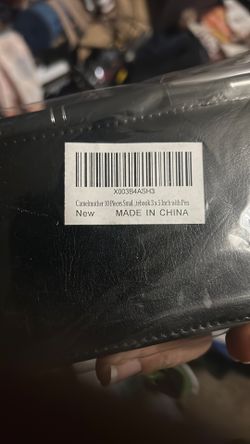 X003B4ASH3
10 Pieces Small 3 x 5 Inch with Pen
New MADE IN CHINA